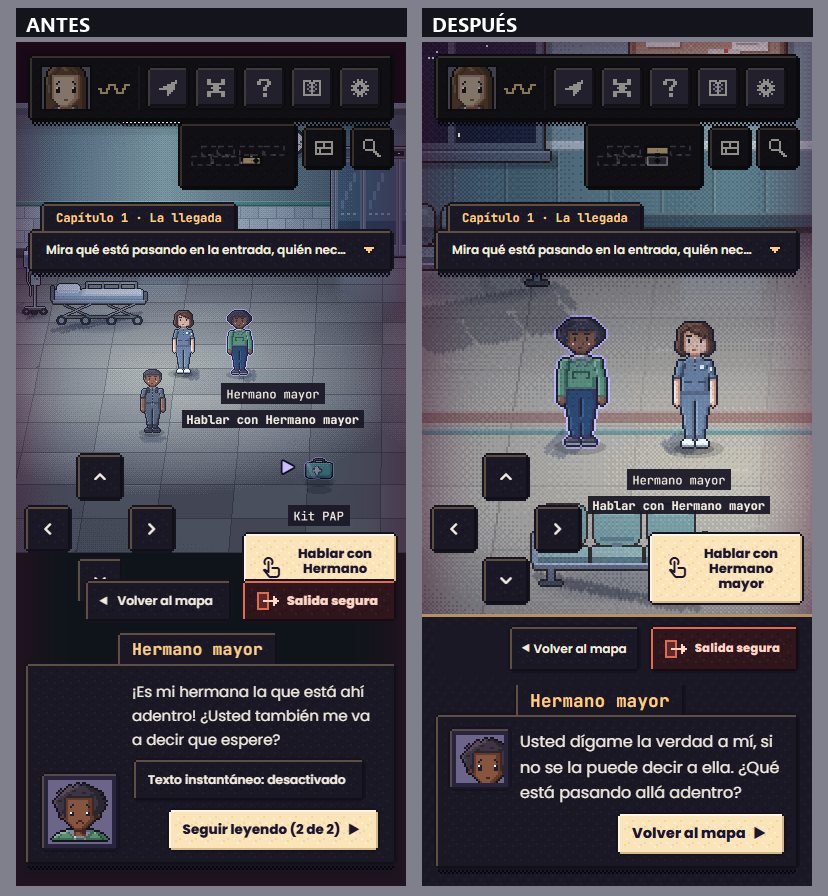 ANTES
?
Capítulo 1 · La llegada
Mira qué está pasando en la entrada, quién nec...
Hermano mayor
Hablar con Hermano mayor
Kit PAP
Hablar con
Hermano
Volver al mapa
Salida segura
Hermano mayor
¡Es mi hermana la que está ahí
adentro! ¿Usted también me va
a decir que espere?
Texto instantáneo: desactivado
Seguir leyendo (2 de 2)
DESPUÉS
?
Capítulo 1 · La llegada
Mira qué está pasando en la entrada, quién nec...
Hermano mayor
Hablar con Hermano mayor
Hablar con
Hermano
mayor
Volver al mapa
Salida segura
Hermano mayor
Usted dígame la verdad a mí, si
no se la puede decir a ella. ¿Qué
está pasando allá adentro?
Volver al mapa